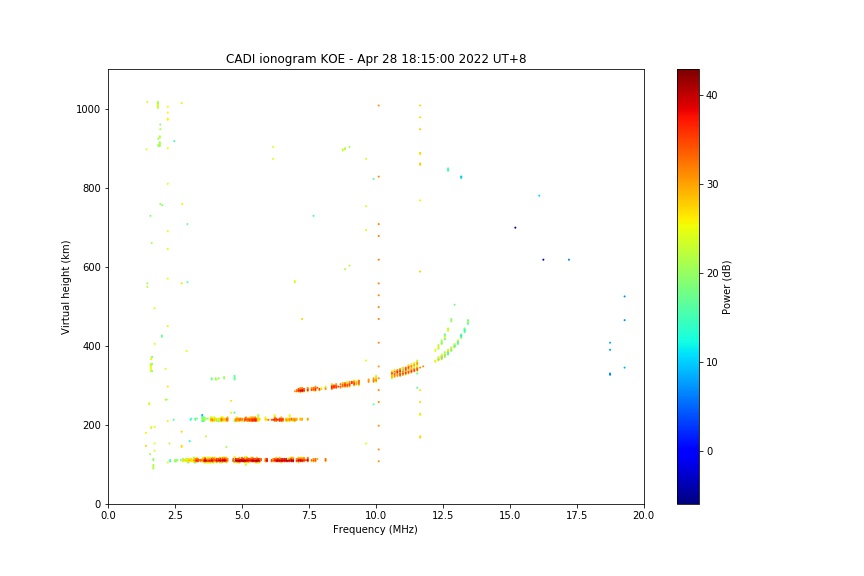 CADI ionogram KOE - Apr 28 18:15:00 2022 UT+8
Virtual height (km)
1000
800
600
400
200
0
0.0 2.5 5.0 7.5 10.0 12.5 15.0 17.5 20.0
Frequency (MHz)
40
30
20
10
0
Power (dB)